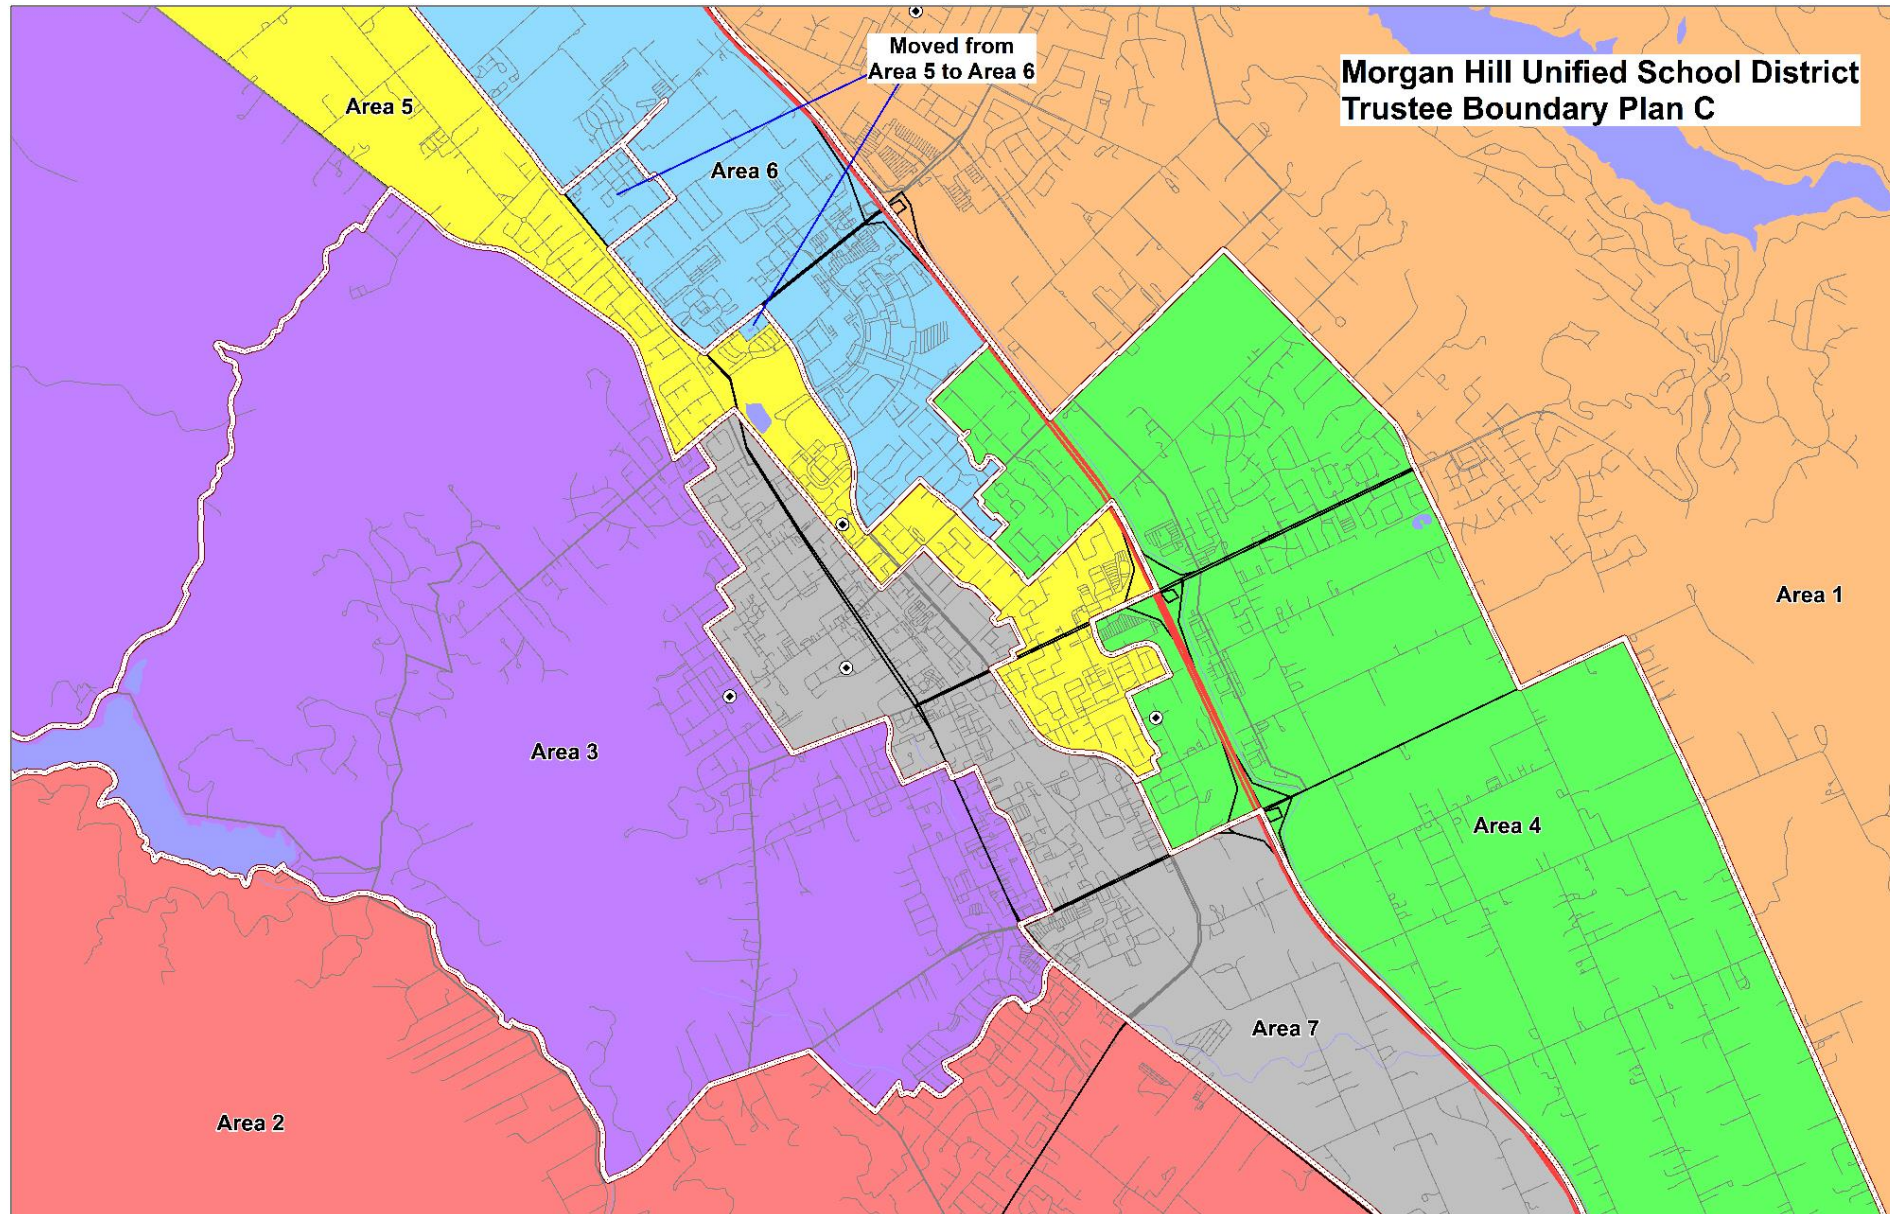 Moved from
Area 5 to Area 6
Morgan Hill Unified School District
Trustee Boundary Plan C
Area 5
Area 6
Area 1
Area 3
Area 4
Area 7
Area 2